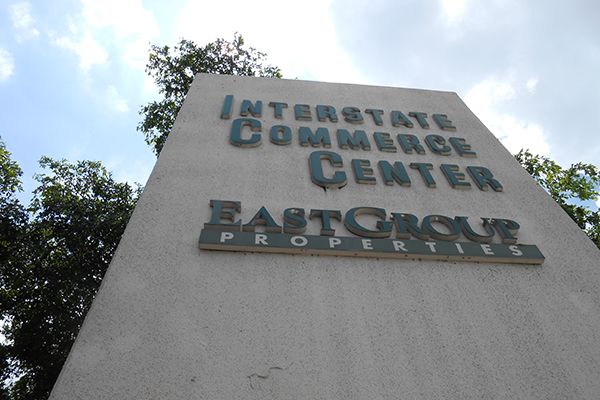 INTERSTATE
COMMERCE
CENTER
EASTGROUP
PROPERTIES